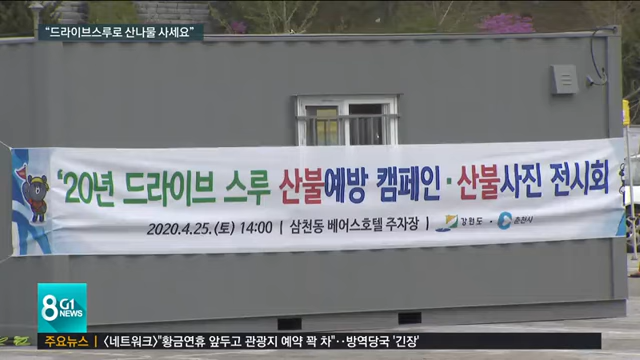 “드라이브스루로 산나물 사세요”
‘20년 드라이브 스루 산불예방 캠페인·산불사진 전시회
2020.4.25.(토) 14:00 | 삼천동 베어스호텔 주차장 | 강원도 · 춘천시
8 G1 NEWS
주요뉴스 〈네트워크〉"황금연휴 앞두고 관광지 예약 꽉 차"‥방역당국 '긴장'